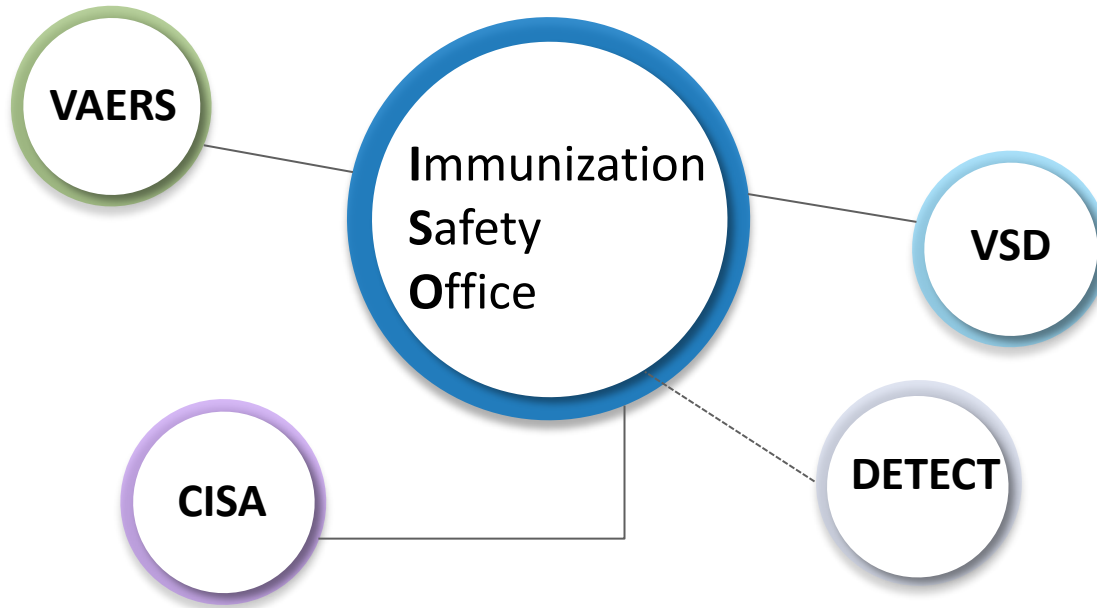 VAERS
Immunization
Safety
Office
VSD
CISA
DETECT